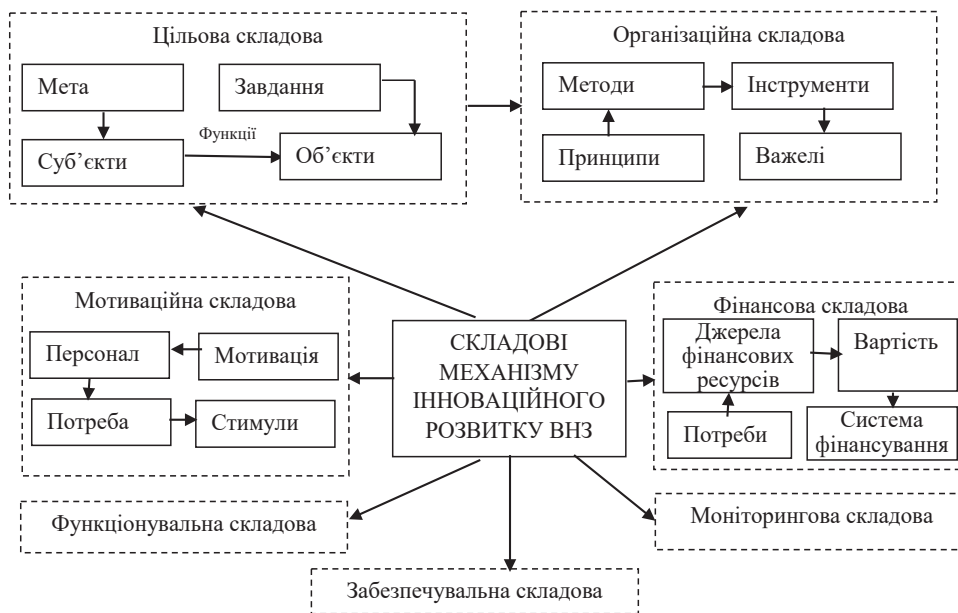 Цільова складова
Мета
Завдання
Функції
Суб’єкти
Об’єкти
Організаційна складова
Методи
Інструменти
Принципи
Важелі
Мотиваційна складова
Персонал
Мотивація
Потреба
Стимули
СКЛАДОВІ
МЕХАНІЗМУ
ІННОВАЦІЙНОГО
РОЗВИТКУ ВНЗ
Фінансова складова
Джерела
фінансових
ресурсів
Вартість
Потреби
Система
фінансування
Функціонувальна складова
Моніторингова складова
Забезпечувальна складова